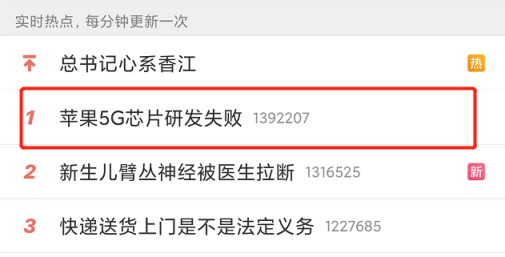 实时热点，每分钟更新一次
总书记心系香江 热
1 苹果5G芯片研发失败 1392207
2 新生儿臂丛神经被医生拉断 1316525 新
3 快递送货上门是不是法定义务 1227685